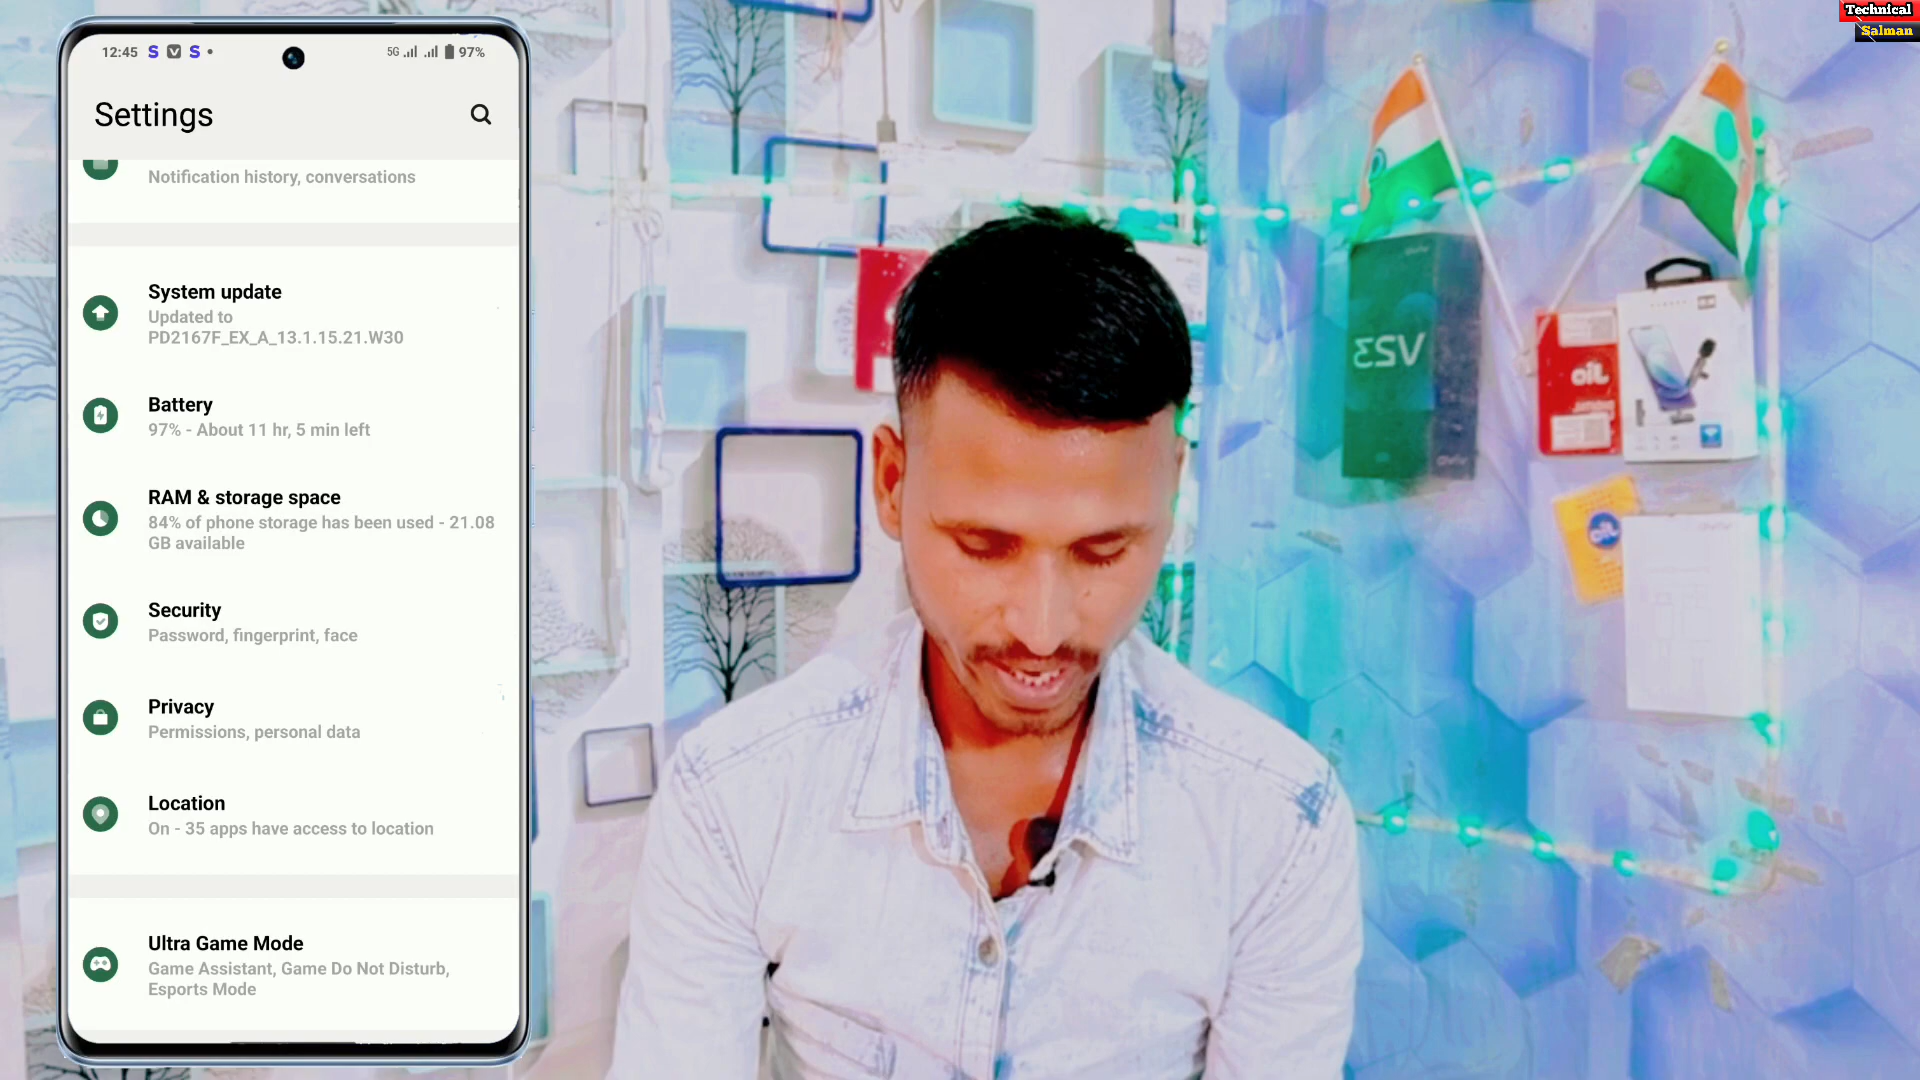 12:45 S V S
5G 97%
Settings
Notification history, conversations
System update
Updated to
PD2167F_EX_A_13.1.15.21.W30
Battery
97% - About 11 hr, 5 min left
RAM & storage space
84% of phone storage has been used - 21.08
GB available
Security
Password, fingerprint, face
Privacy
Permissions, personal data
Location
On - 35 apps have access to location
Ultra Game Mode
Game Assistant, Game Do Not Disturb,
Esports Mode
Technical
Salman
V23
Jio